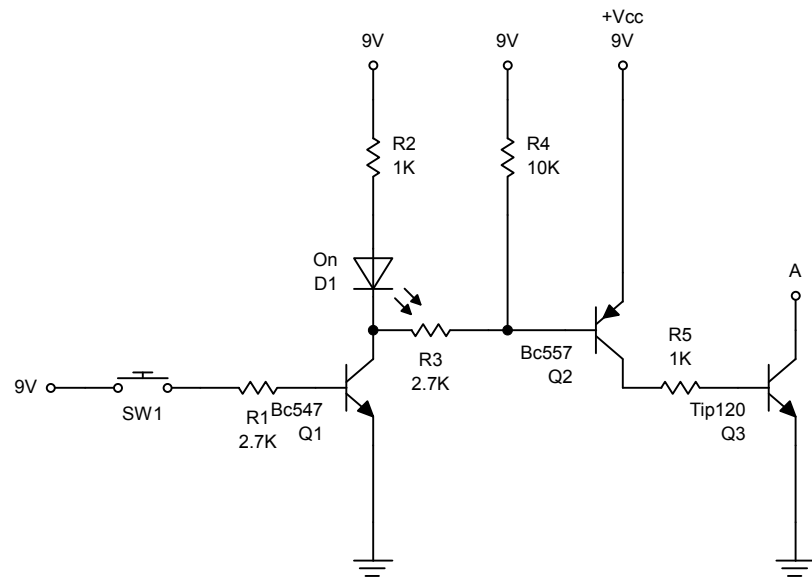 +Vcc
9V
9V
9V
R2
1K
R4
10K
On
D1
A
R3
2.7K
Bc557
Q2
R5
1K
9V
SW1
R1
2.7K
Bc547
Q1
Tip120
Q3